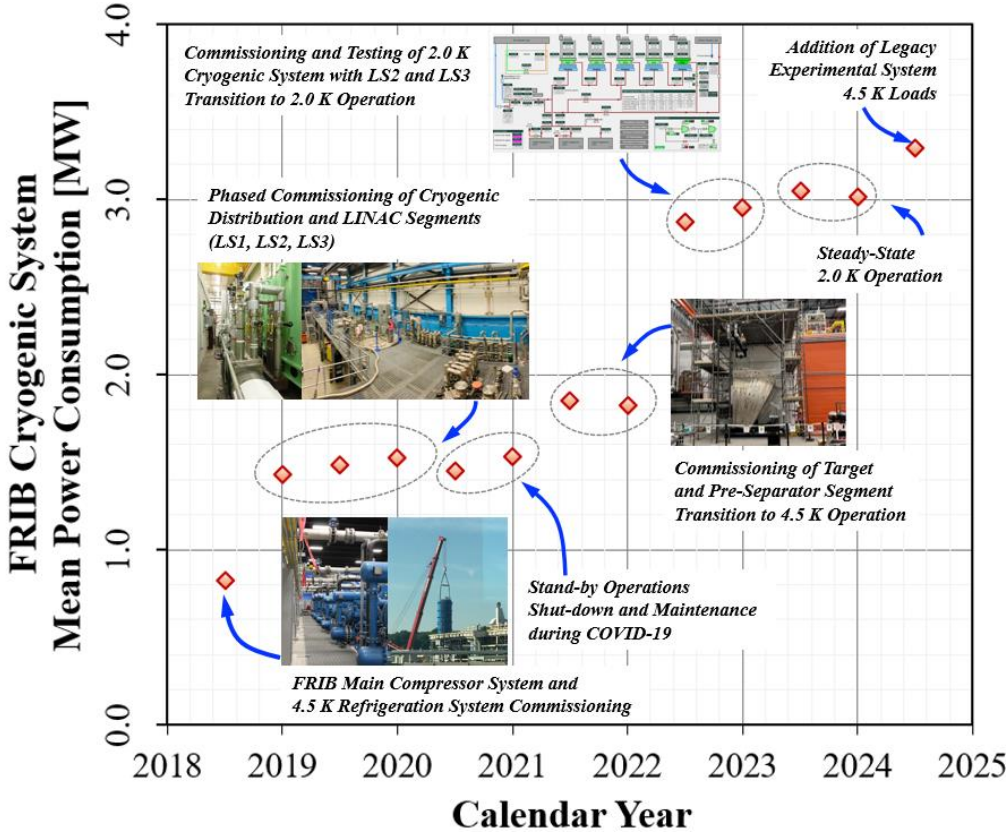 FRIB Cryogenic System
Mean Power Consumption [MW]
4.0
3.0
2.0
1.0
0.0
Commissioning and Testing of 2.0 K
Cryogenic System with LS2 and LS3
Transition to 2.0 K Operation
Addition of Legacy
Experimental System
4.5 K Loads
Phased Commissioning of Cryogenic
Distribution and LINAC Segments
(LS1, LS2, LS3)
Steady-State
2.0 K Operation
Commissioning of Target
and Pre-Separator Segment
Transition to 4.5 K Operation
Stand-by Operations
Shut-down and Maintenance
during COVID-19
FRIB Main Compressor System and
4.5 K Refrigeration System Commissioning
2018 2019 2020 2021 2022 2023 2024 2025
Calendar Year